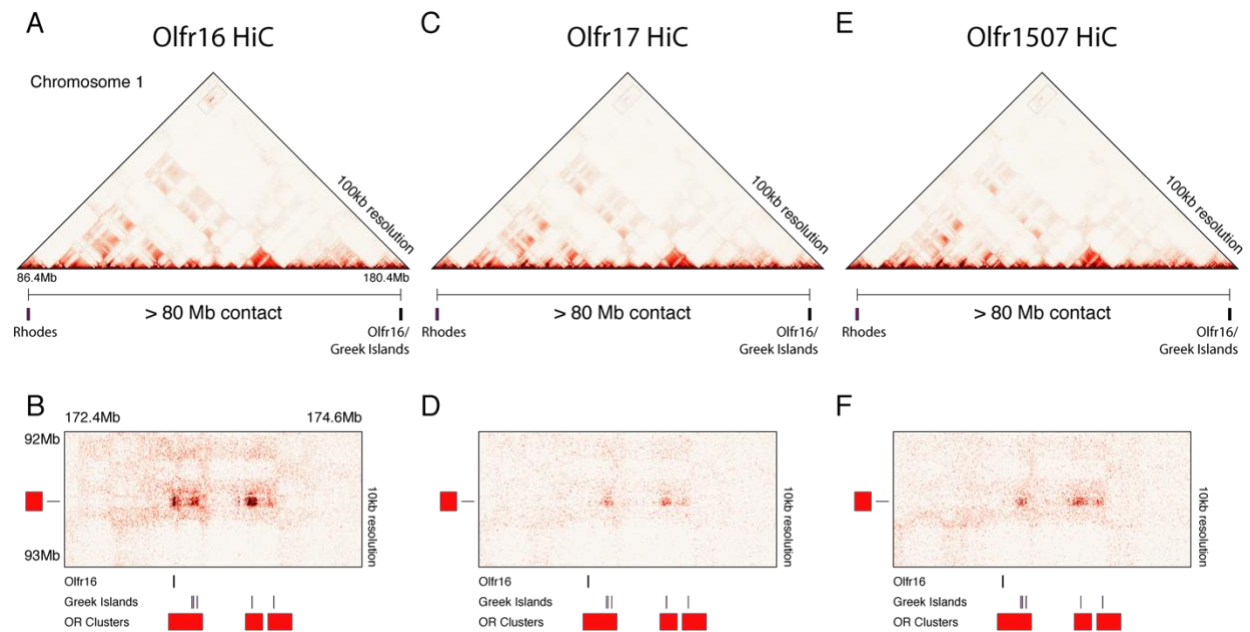 A
Olfr16 HiC
Chromosome 1
100kb resolution
86.4Mb
180.4Mb
> 80 Mb contact
Rhodes
Olfr16/
Greek Islands
C
Olfr17 HiC
100kb resolution
> 80 Mb contact
Rhodes
Olfr16/
Greek Islands
E
Olfr1507 HiC
100kb resolution
> 80 Mb contact
Rhodes
Olfr16/
Greek Islands
B
172.4Mb
174.6Mb
92Mb
93Mb
10kb resolution
Olfr16
Greek Islands
OR Clusters
D
10kb resolution
Olfr16
Greek Islands
OR Clusters
F
10kb resolution
Olfr16
Greek Islands
OR Clusters